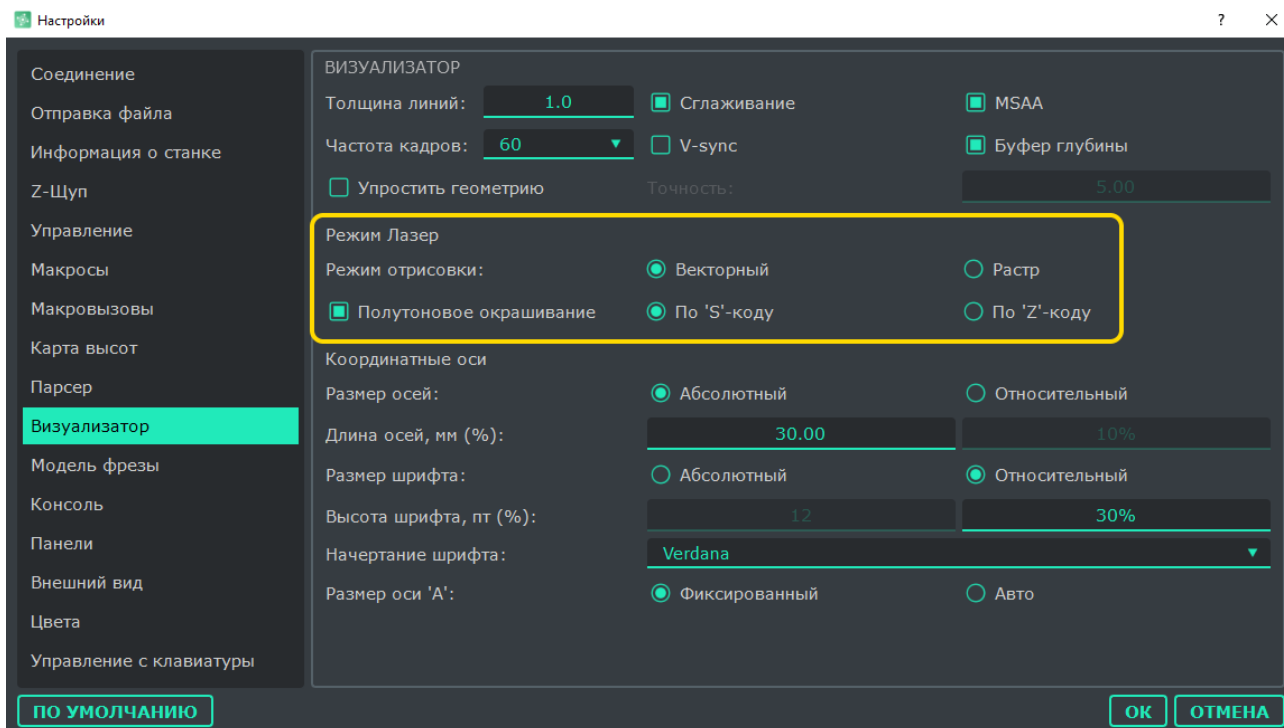 Настройки ?
Соединение
Отправка файла
Информация о станке
Z-Щуп
Управление
Макросы
Макровызовы
Карта высот
Парсер
Визуализатор
Модель фрезы
Консоль
Панели
Внешний вид
Цвета
Управление с клавиатуры
ВИЗУАЛИЗАТОР
Толщина линий: 1.0 Сглаживание MSAA
Частота кадров: 60 V-sync Буфер глубины
Упростить геометрию Точность: 5.00
Режим Лазер
Режим отрисовки: Векторный Растр
Полутоновое окрашивание По 'S'-коду По 'Z'-коду
Координатные оси
Размер осей: Абсолютный Относительный
Длина осей, мм (%): 30.00 10%
Размер шрифта: Абсолютный Относительный
Высота шрифта, пт (%): 12 30%
Начертание шрифта: Verdana
Размер оси 'A': Фиксированный Авто
ПО УМОЛЧАНИЮ ОК ОТМЕНА